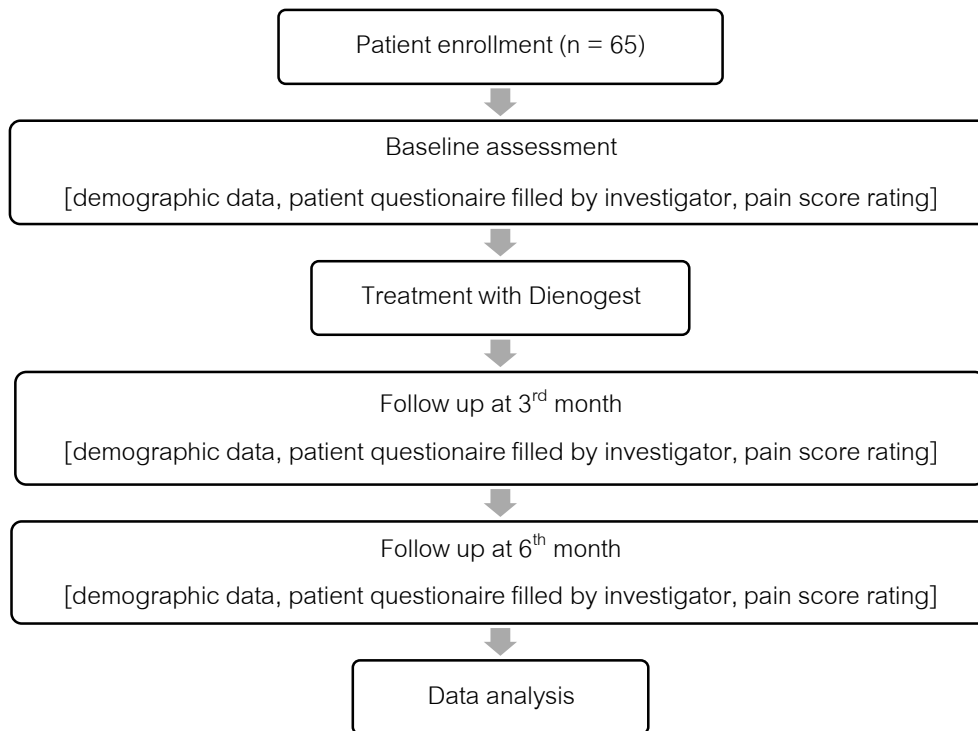 Patient enrollment (n = 65)
Baseline assessment
[demographic data, patient questionaire filled by investigator, pain score rating]
Treatment with Dienogest
Follow up at 3rd month
[demographic data, patient questionaire filled by investigator, pain score rating]
Follow up at 6th month
[demographic data, patient questionaire filled by investigator, pain score rating]
Data analysis